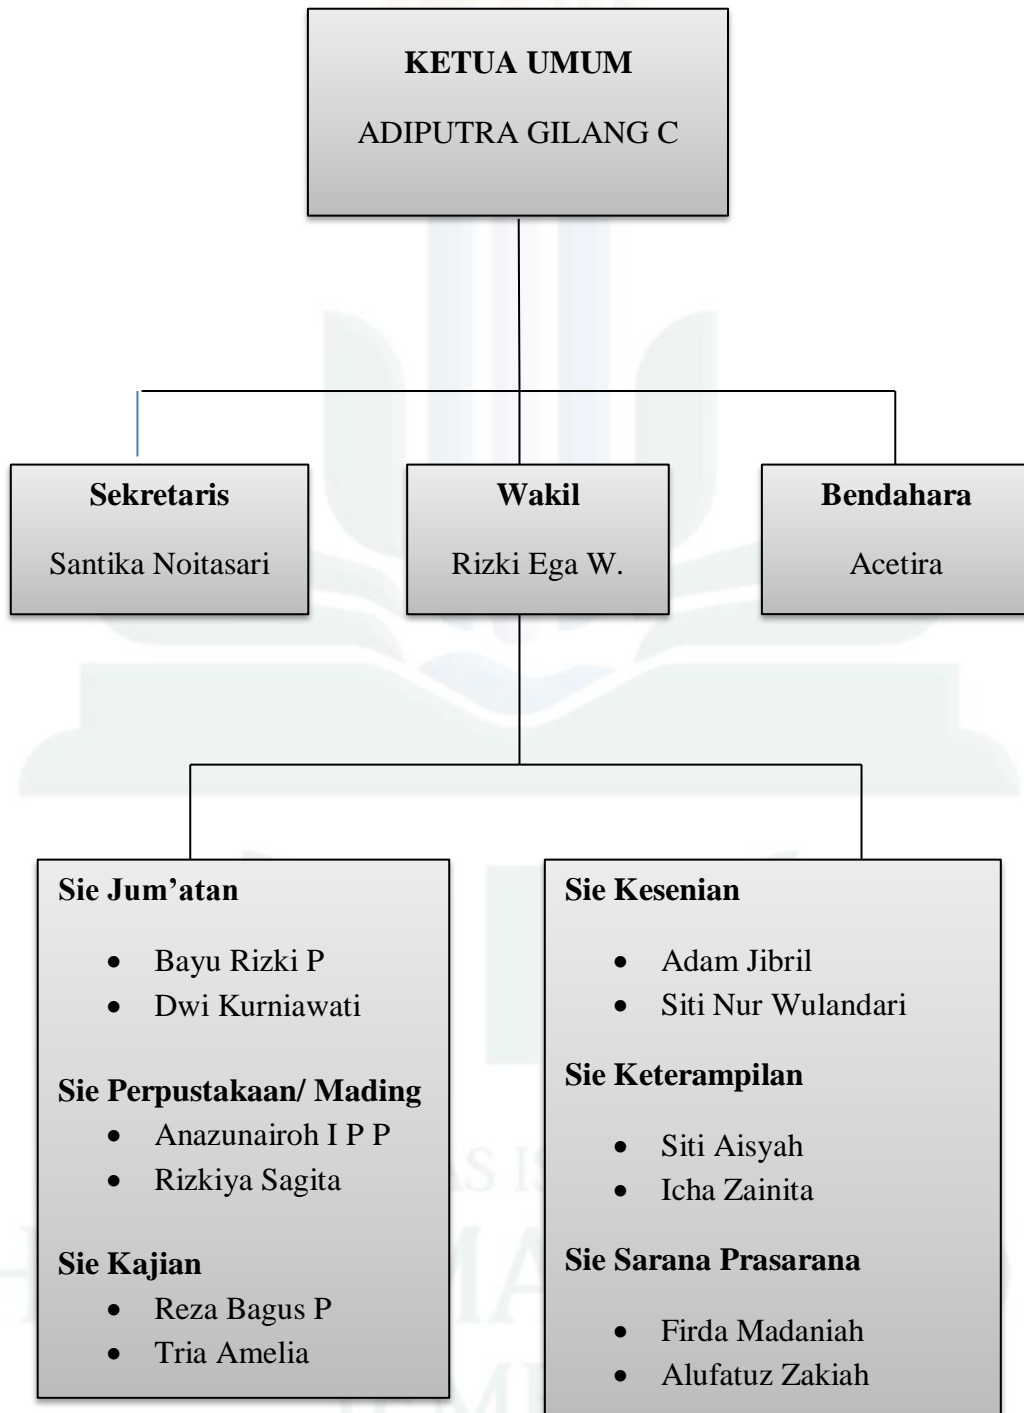 KETUA UMUM
ADIPUTRA GILANG C
Sekretaris
Santika Noitasari
Wakil
Rizki Ega W.
Bendahara
Acetira
Sie Jum’atan
• Bayu Rizki P
• Dwi Kurniawati
Sie Perpustakaan/ Mading
• Anazunairoh I P P
• Rizkiya Sagita
Sie Kajian
• Reza Bagus P
• Tria Amelia
Sie Kesenian
• Adam Jibril
• Siti Nur Wulandari
Sie Keterampilan
• Siti Aisyah
• Icha Zainita
Sie Sarana Prasarana
• Firda Madaniah
• Alufatuz Zakiah